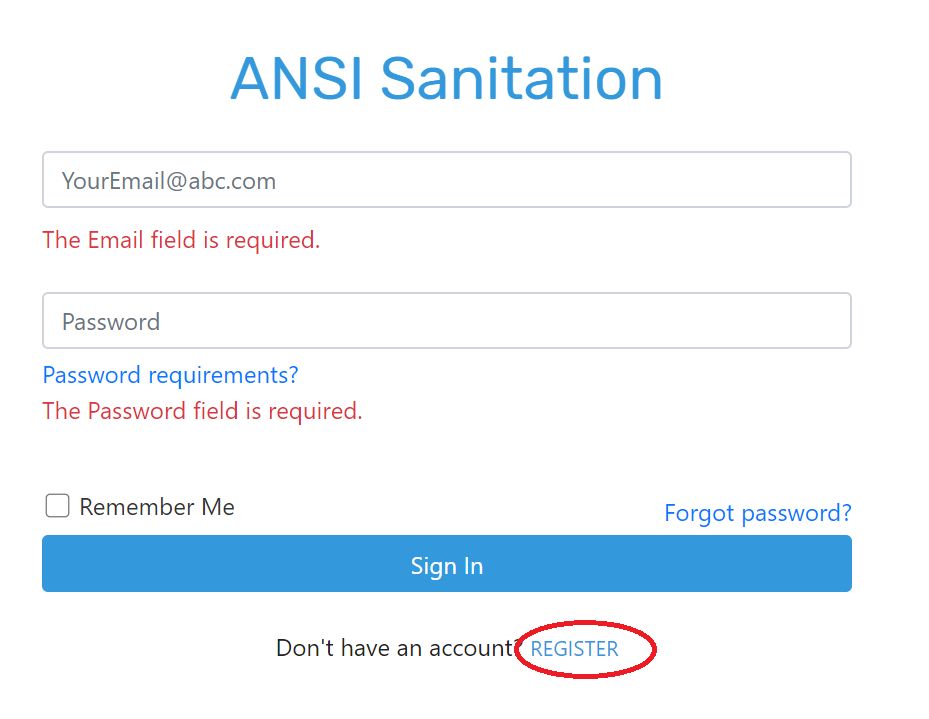 ANSI Sanitation
YourEmail@abc.com
The Email field is required.
Password
Password requirements?
The Password field is required.
Remember Me
Forgot password?
Sign In
Don't have an account? REGISTER